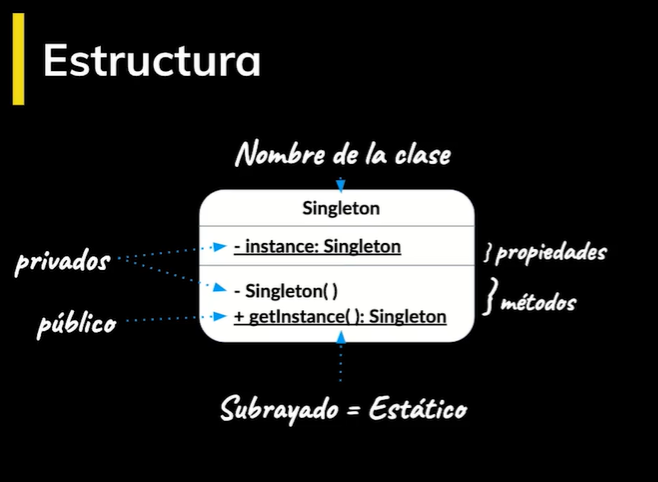 Estructura
Nombre de la clase
Singleton
privados
- instance: Singleton
} propiedades
- Singleton( )
} métodos
público
+ getInstance( ): Singleton
Subrayado = Estático